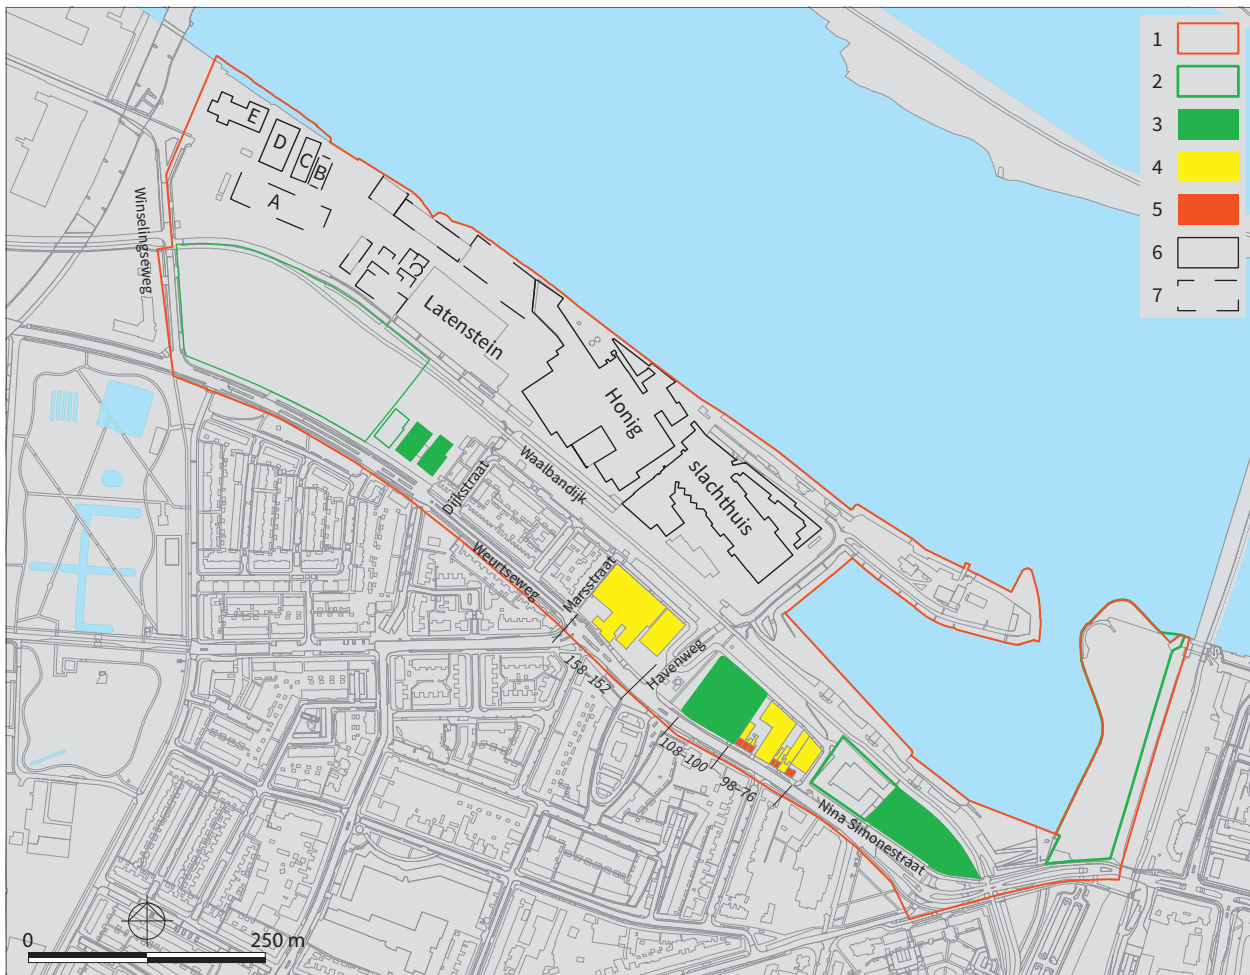 1
2
3
4
5
6
7
E
D
C
B
A
Winselingseweg
Latenstein
Honig
slachthuis
Waalbandijk
Dijkstraat
Weurtseweg
Marsstraat
158-152
Havenweg
108-100
98-76
Nina Simonestraat
0 250 m